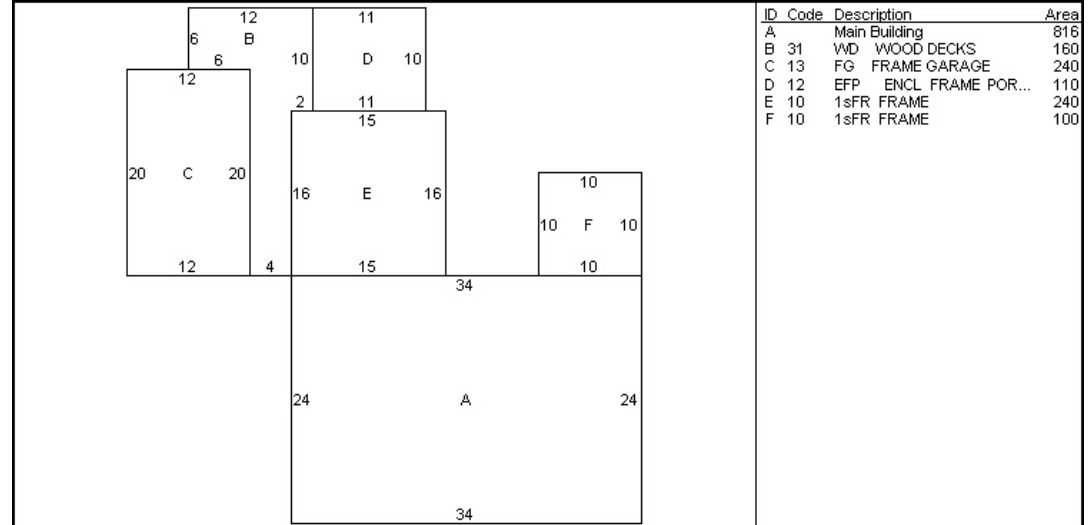 12 11
6 B
10 D 10
6
12
2 11
15
20 C 20
16 E 16
10
10 F 10
12 4 15 10
34
24 A 24
34
ID Code Description Area
A Main Building 816
B 31 WD WOOD DECKS 160
C 13 FG FRAME GARAGE 240
D 12 EFP ENCL FRAME POR... 110
E 10 1sFR FRAME 240
F 10 1sFR FRAME 100